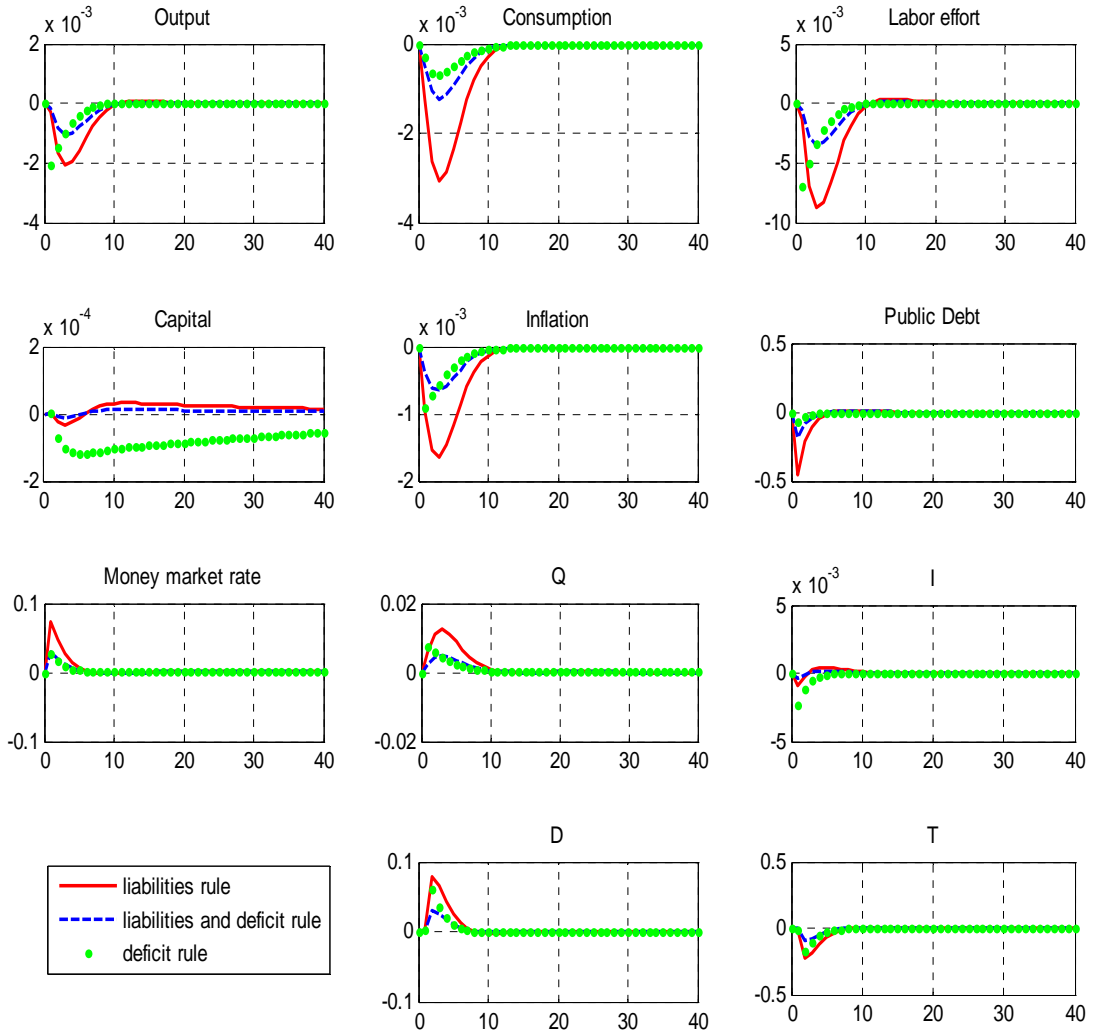 x 10^-3
Output
2
0
-2
-4
0 10 20 30 40
Consumption
x 10^-3
0
-2
-4
0 10 20 30 40
x 10^-3
Labor effort
5
0
-5
-10
0 10 20 30 40
x 10^-4
Capital
2
0
-2
0 10 20 30 40
x 10^-3
Inflation
0
-1
-2
0 10 20 30 40
Public Debt
0.5
0
-0.5
0 10 20 30 40
Money market rate
0.1
0
-0.1
0 10 20 30 40
Q
0.02
0
-0.02
0 10 20 30 40
x 10^-3
I
5
0
-5
0 10 20 30 40
liabilities rule
liabilities and deficit rule
deficit rule
D
0.1
0
-0.1
0 10 20 30 40
T
0.5
0
-0.5
0 10 20 30 40